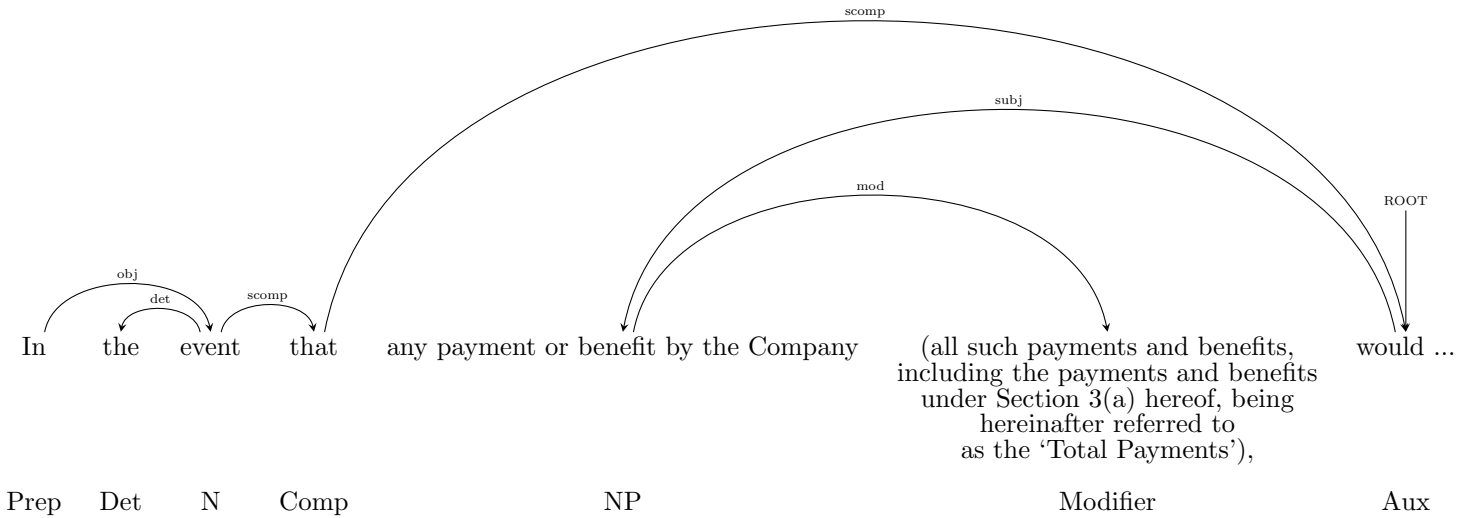 scomp
subj
mod
ROOT
obj
det
scomp
In the event that any payment or benefit by the Company (all such payments and benefits, would ...
including the payments and benefits
under Section 3(a) hereof, being
hereinafter referred to
as the ‘Total Payments’),
Prep Det N Comp NP Modifier Aux